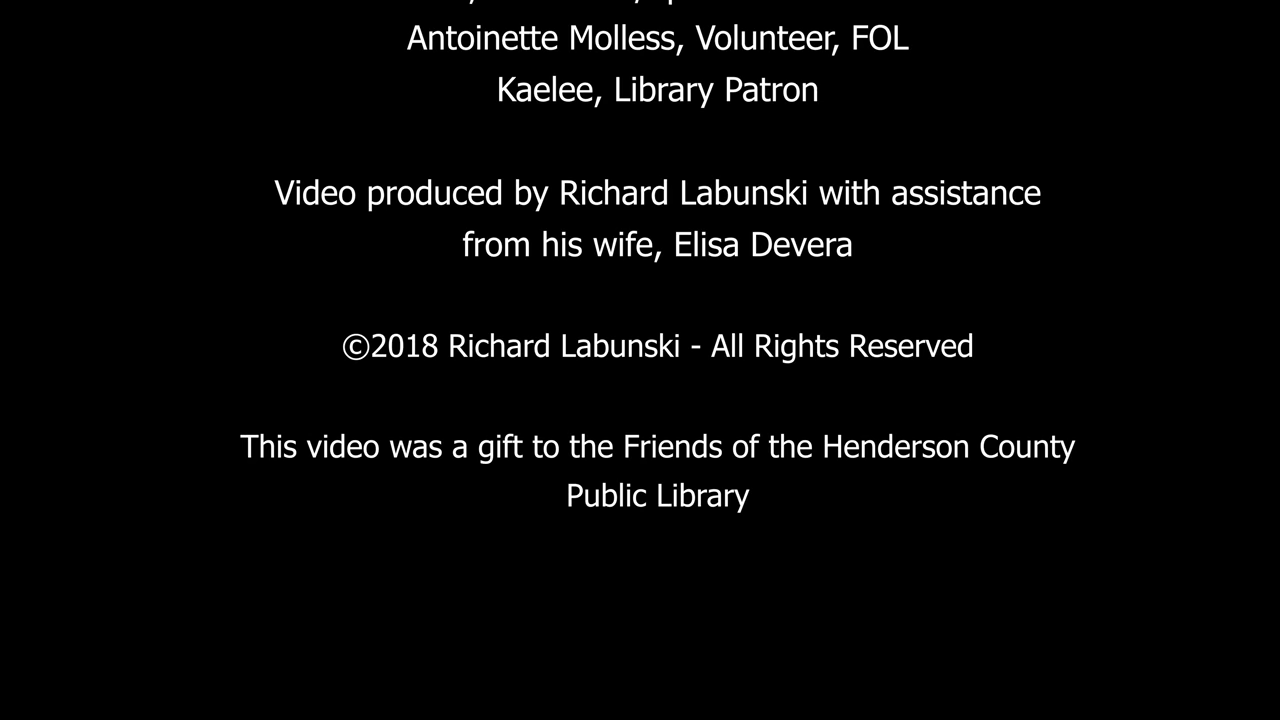 Antoinette Molless, Volunteer, FOL
Kaelee, Library Patron
Video produced by Richard Labunski with assistance
from his wife, Elisa Devera
©2018 Richard Labunski - All Rights Reserved
This video was a gift to the Friends of the Henderson County
Public Library